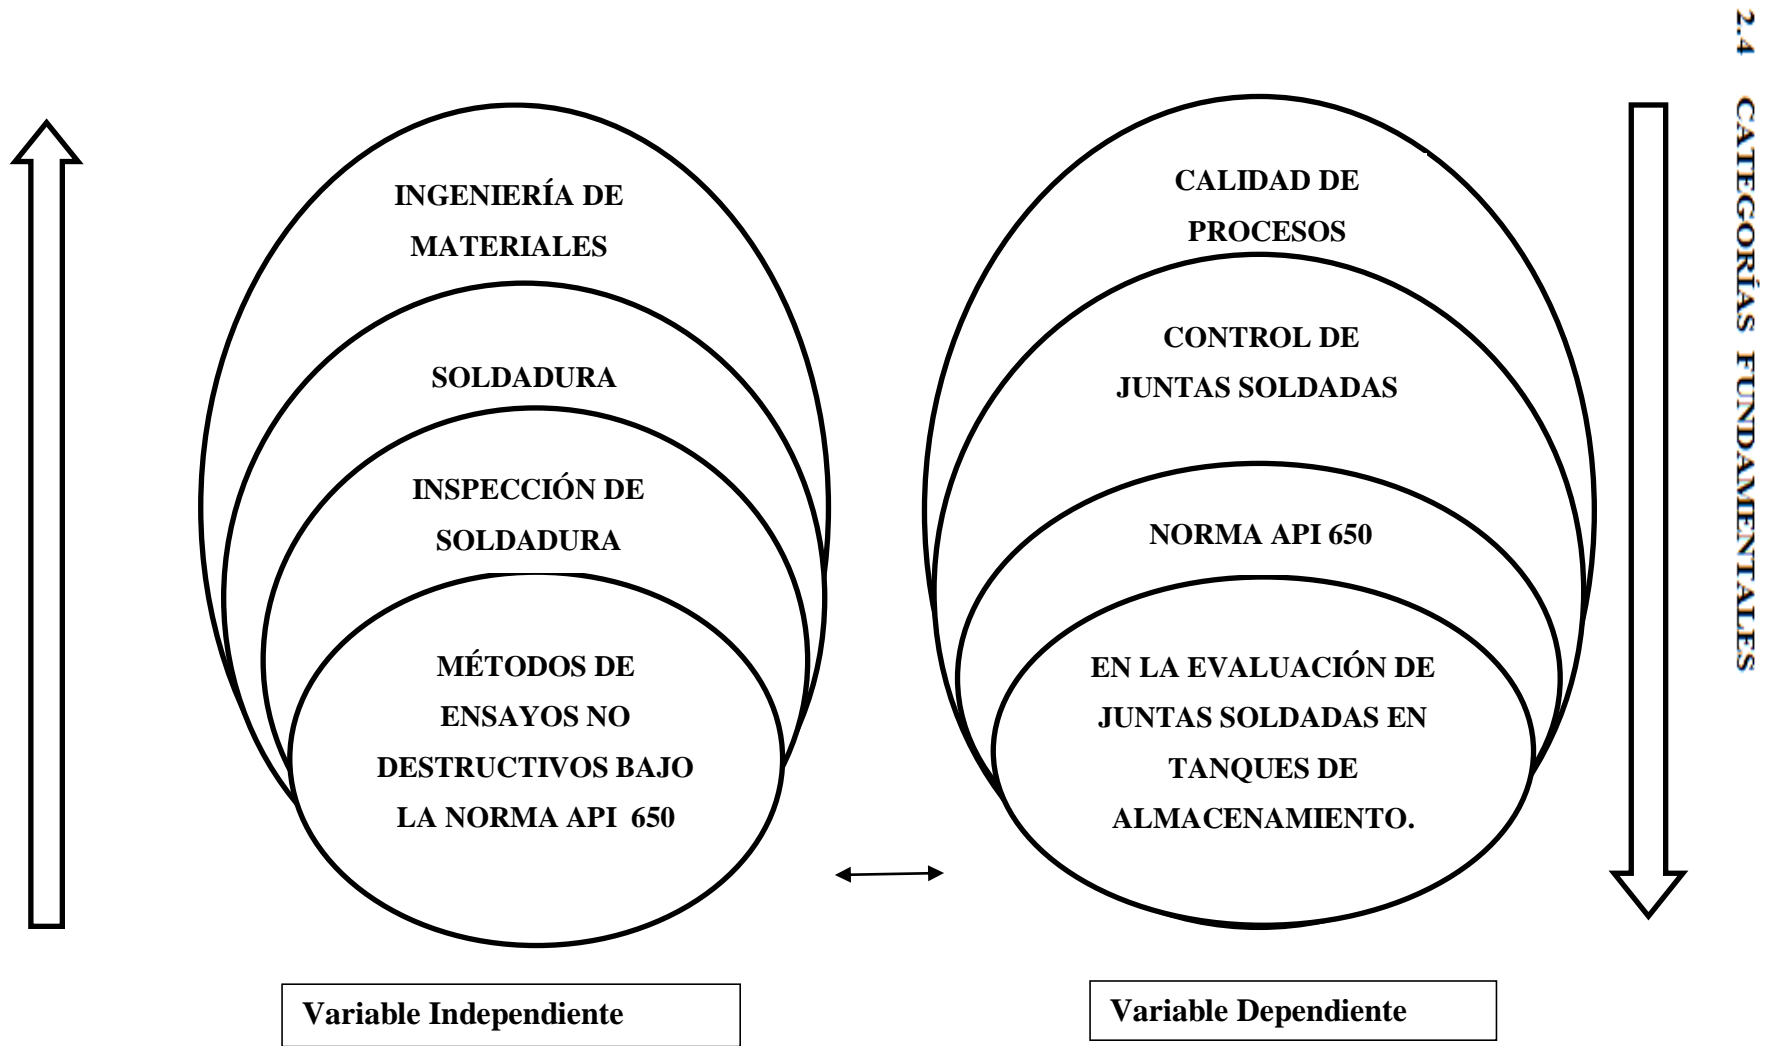 2.4 CATEGORÍAS FUNDAMENTALES
INGENIERÍA DE
MATERIALES
SOLDADURA
INSPECCIÓN DE
SOLDADURA
MÉTODOS DE
ENSAYOS NO
DESTRUCTIVOS BAJO
LA NORMA API 650
Variable Independiente
CALIDAD DE
PROCESOS
CONTROL DE
JUNTAS SOLDADAS
NORMA API 650
EN LA EVALUACIÓN DE
JUNTAS SOLDADAS EN
TANQUES DE
ALMACENAMIENTO.
Variable Dependiente